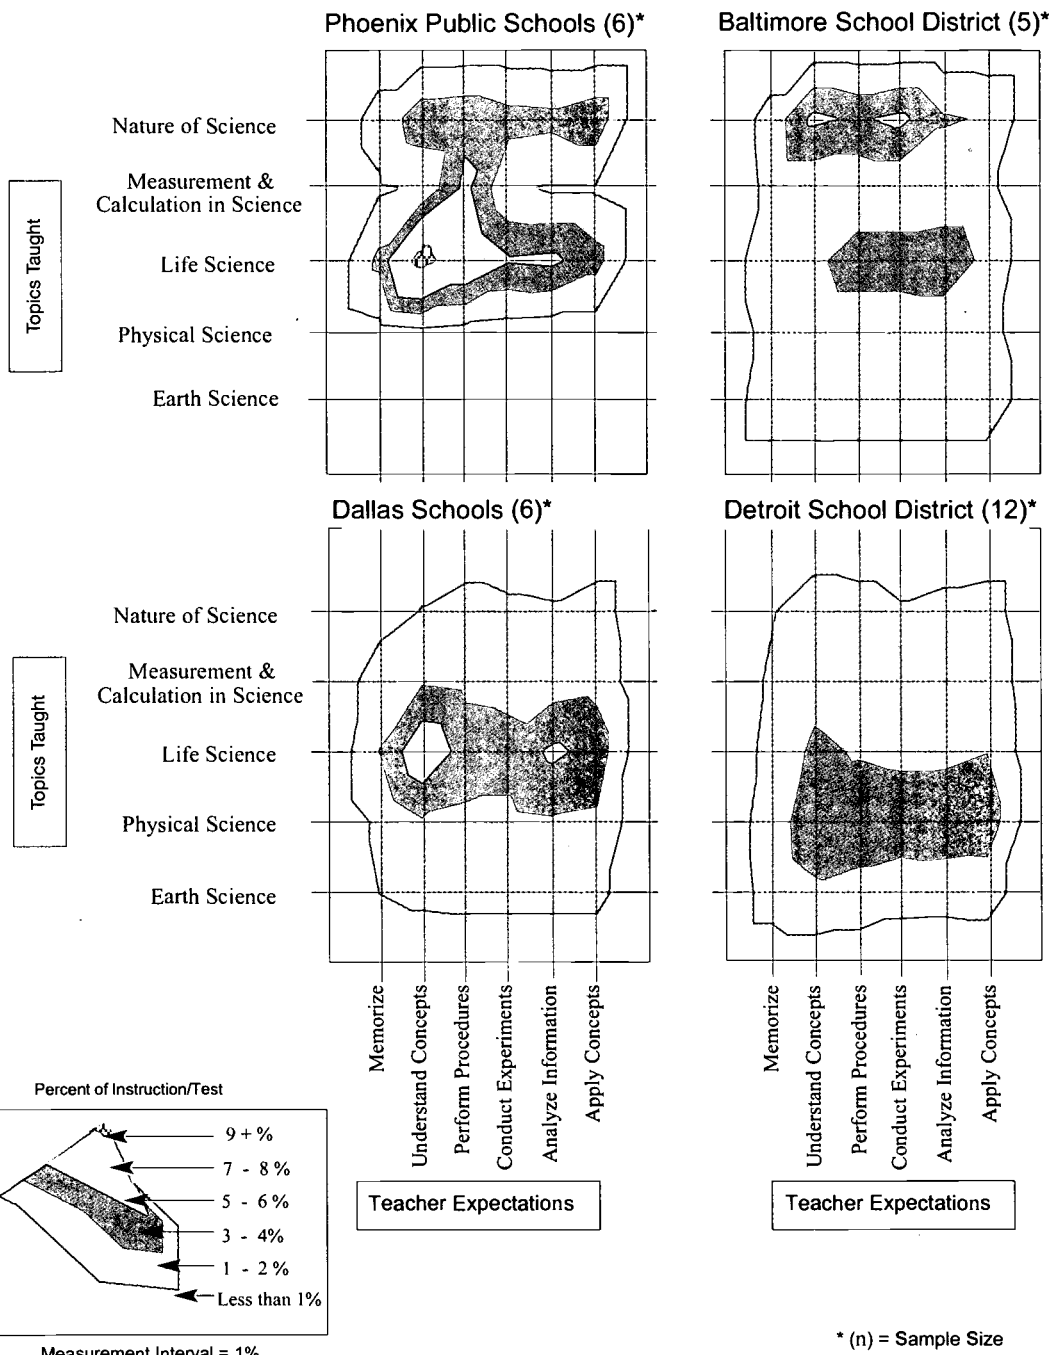 Phoenix Public Schools (6)*
Baltimore School District (5)*
Topics Taught
Nature of Science
Measurement &
Calculation in Science
Life Science
Physical Science
Earth Science
Dallas Schools (6)*
Detroit School District (12)*
Topics Taught
Nature of Science
Measurement &
Calculation in Science
Life Science
Physical Science
Earth Science
Memorize
Understand Concepts
Perform Procedures
Conduct Experiments
Analyze Information
Apply Concepts
Memorize
Understand Concepts
Perform Procedures
Conduct Experiments
Analyze Information
Apply Concepts
Teacher Expectations
Teacher Expectations
Percent of Instruction/Test
9 + %
7 - 8 %
5 - 6 %
3 - 4%
1 - 2 %
Less than 1%
Measurement Interval = 1%
* (n) = Sample Size